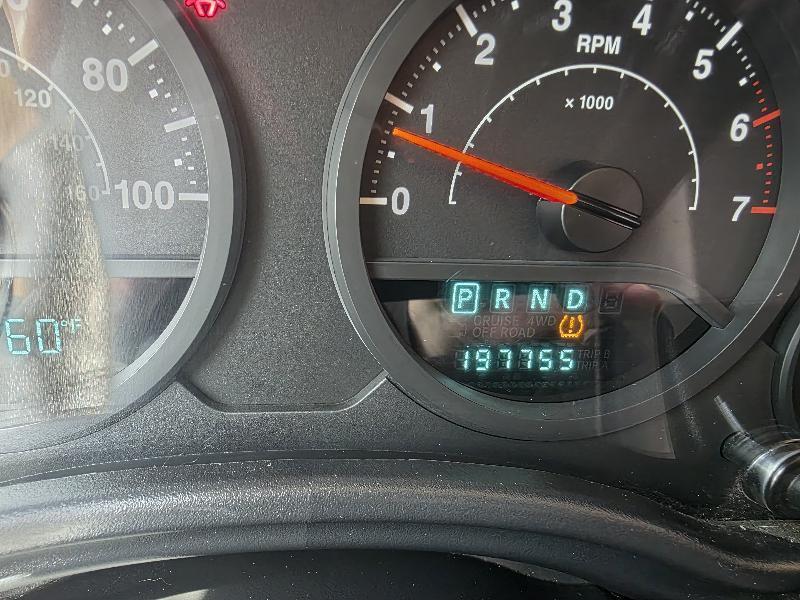 80
120
140
160
100
60°F
0
1
2
3
4
5
6
7
RPM
x 1000
P R N D
CRUISE 4WD
OFF ROAD
197755
TRIP B
TRIP A